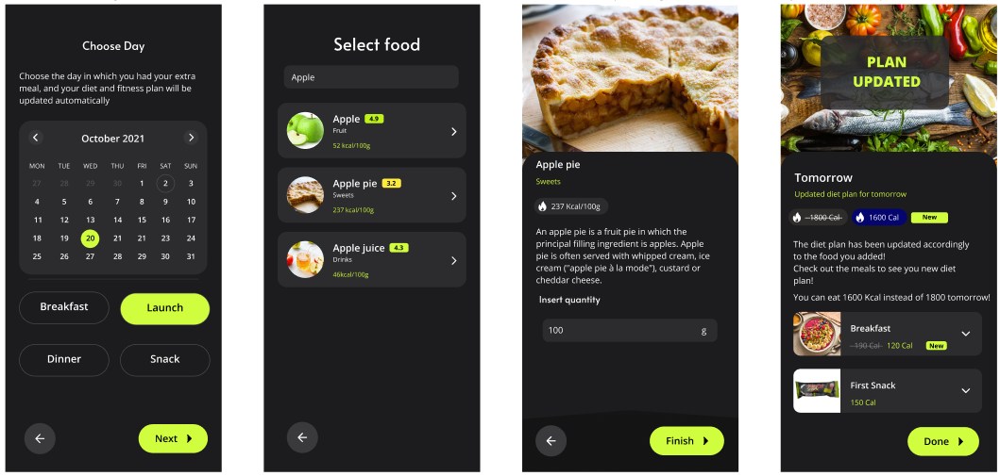 Choose Day
Choose the day in which you had your extra
meal, and your diet and fitness plan will be
updated automatically
October 2021
MON TUE WED THU FRI SAT SUN
27 28 29 30 1 2 3
4 5 6 7 8 9 10
11 12 13 14 15 16 17
18 19 20 21 21 23 24
25 26 27 28 29 30 31
Breakfast
Launch
Dinner
Snack
Next
Select food
Apple
Apple 4.9
Fruit
52 kcal/100g
Apple pie 3.2
Sweets
237 kcal/100g
Apple juice 4.3
Drinks
46kcal/100g
Apple pie
Sweets
237 Kcal/100g
An apple pie is a fruit pie in which the
principal filling ingredient is apples. Apple
pie is often served with whipped cream, ice
cream ("apple pie à la mode"), custard or
cheddar cheese.
Insert quantity
100 g
Finish
PLAN
UPDATED
Tomorrow
Updated diet plan for tomorrow
1800 Cal 1600 Cal New
The diet plan has been updated accordingly
to the food you added!
Check out the meals to see you new diet
plan!
You can eat 1600 Kcal instead of 1800 tomorrow!
Breakfast
190 Cal 120 Cal New
First Snack
150 Cal
Done